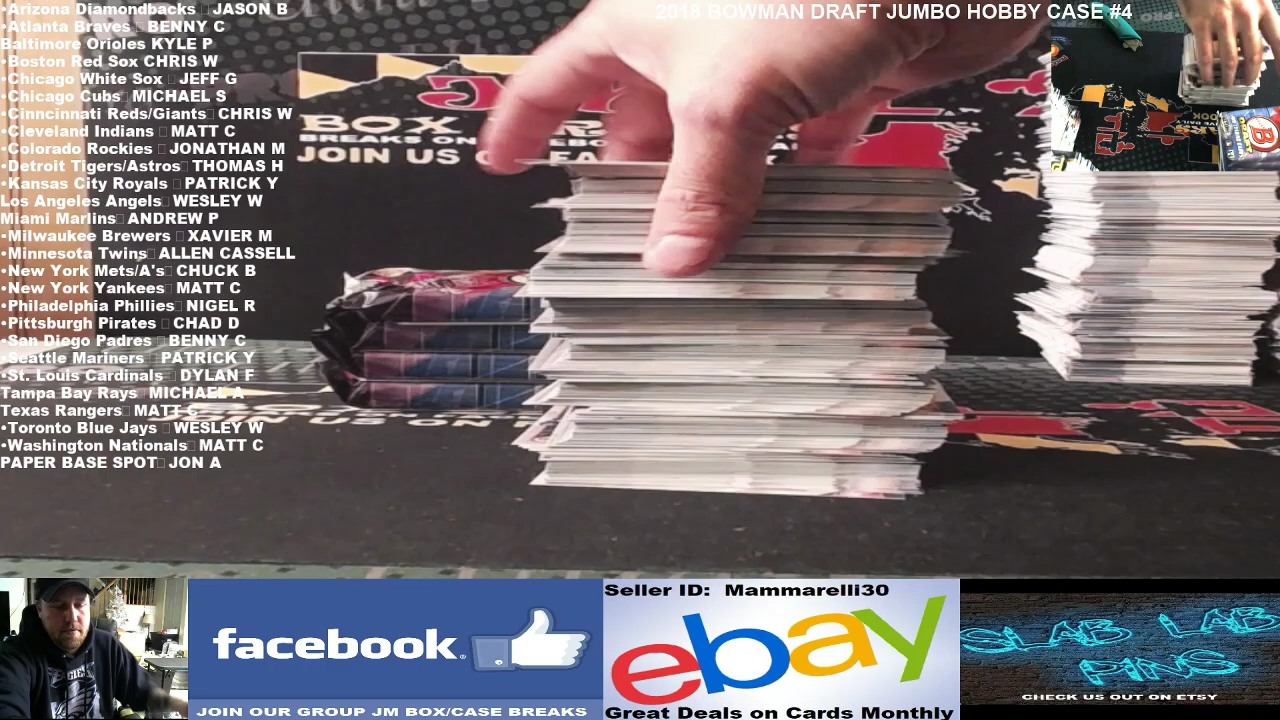 •Arizona Diamondbacks JASON B
•Atlanta Braves BENNY C
Baltimore Orioles KYLE P
•Boston Red Sox CHRIS W
•Chicago White Sox JEFF G
•Chicago Cubs MICHAEL S
•Cinncinnati Reds/Giants CHRIS W
•Cleveland Indians MATT C
•Colorado Rockies JONATHAN M
•Detroit Tigers/Astros THOMAS H
•Kansas City Royals PATRICK Y
Los Angeles Angels WESLEY W
Miami Marlins ANDREW P
•Milwaukee Brewers XAVIER M
•Minnesota Twins ALLEN CASSELL
•New York Mets/A's CHUCK B
•New York Yankees MATT C
•Philadelphia Phillies NIGEL R
•Pittsburgh Pirates CHAD D
•San Diego Padres BENNY C
•Seattle Mariners PATRICK Y
•St. Louis Cardinals DYLAN F
Tampa Bay Rays MICHAEL A
Texas Rangers MATT C
•Toronto Blue Jays WESLEY W
•Washington Nationals MATT C
PAPER BASE SPOT JON A
2018 BOWMAN DRAFT JUMBO HOBBY CASE #4
BOX
BREAKS ON
JOIN US
facebook
JOIN OUR GROUP JM BOX/CASE BREAKS
Seller ID: Mammarelli30
ebay
Great Deals on Cards Monthly
SLAB LAB
PINS
CHECK US OUT ON ETSY